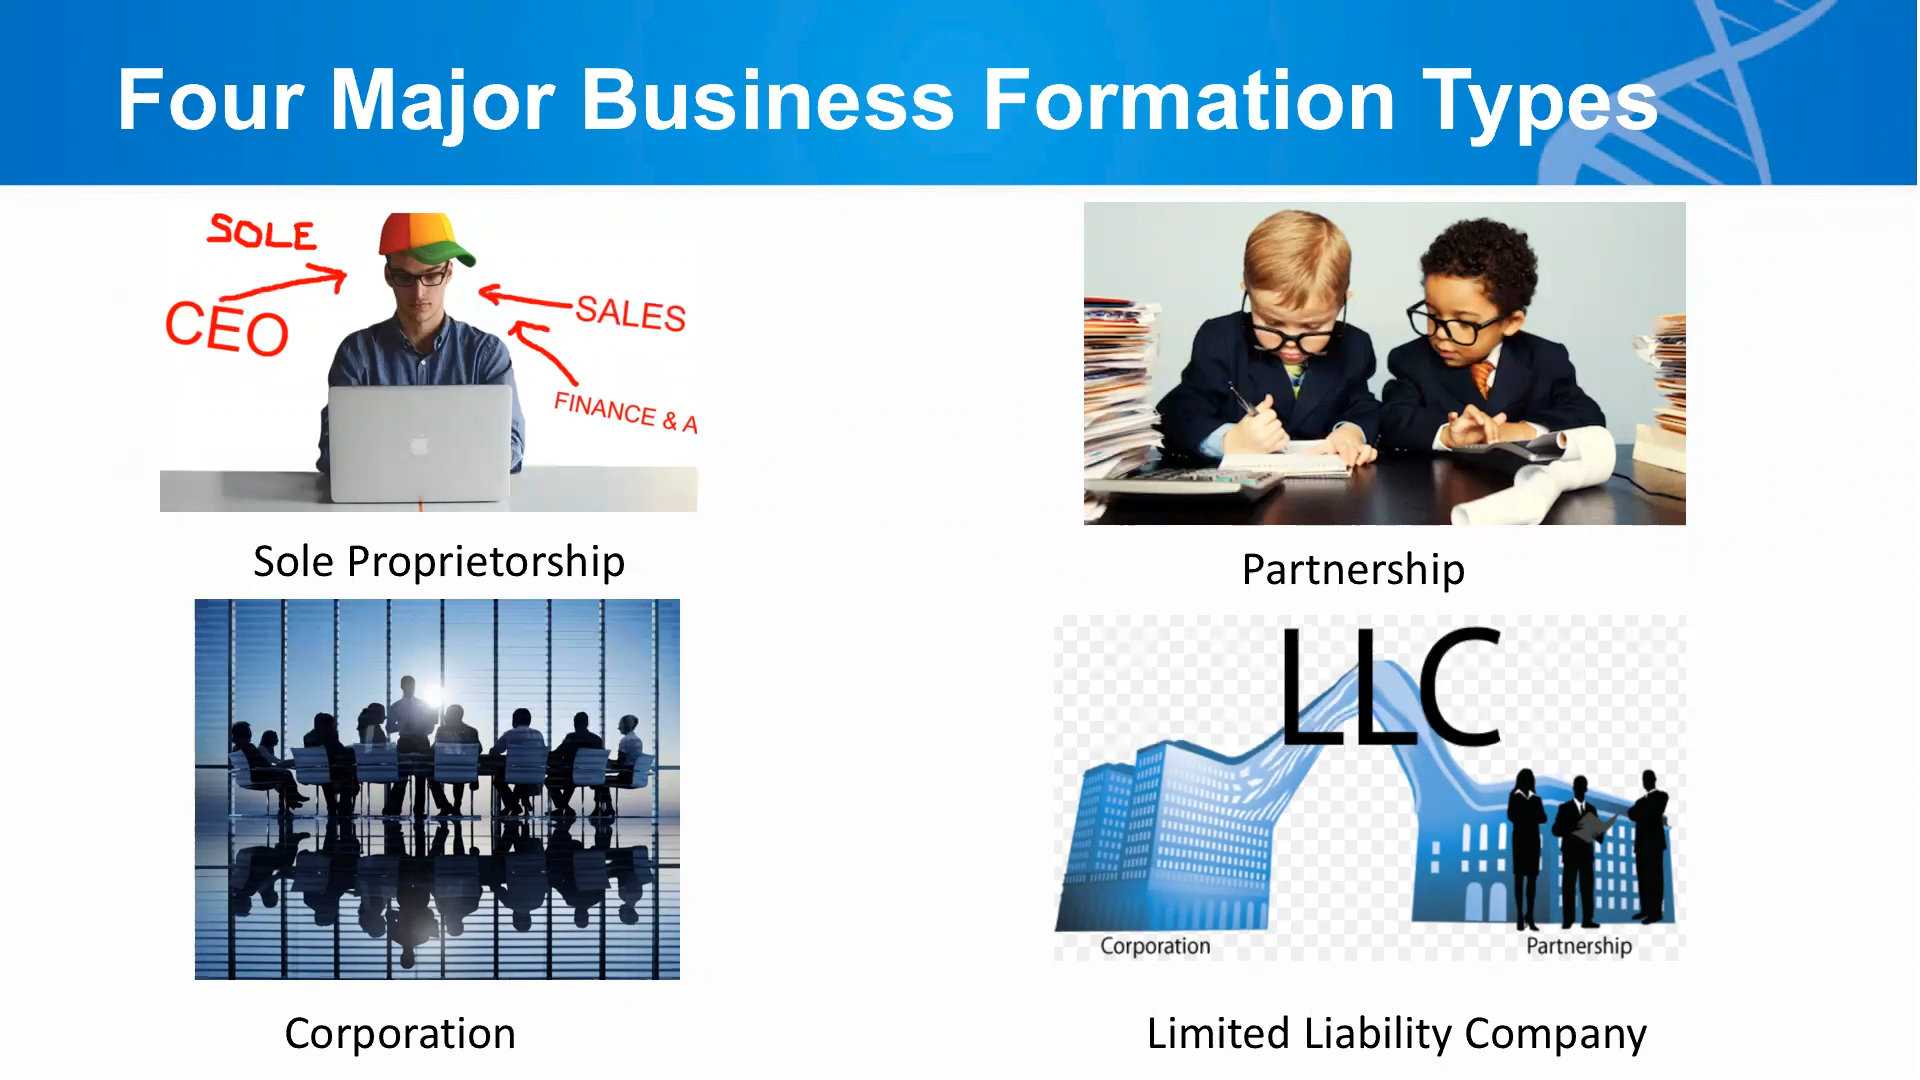 Four Major Business Formation Types
SOLE
CEO
SALES
FINANCE & A
Sole Proprietorship
Partnership
LLC
Corporation
Partnership
Corporation
Limited Liability Company